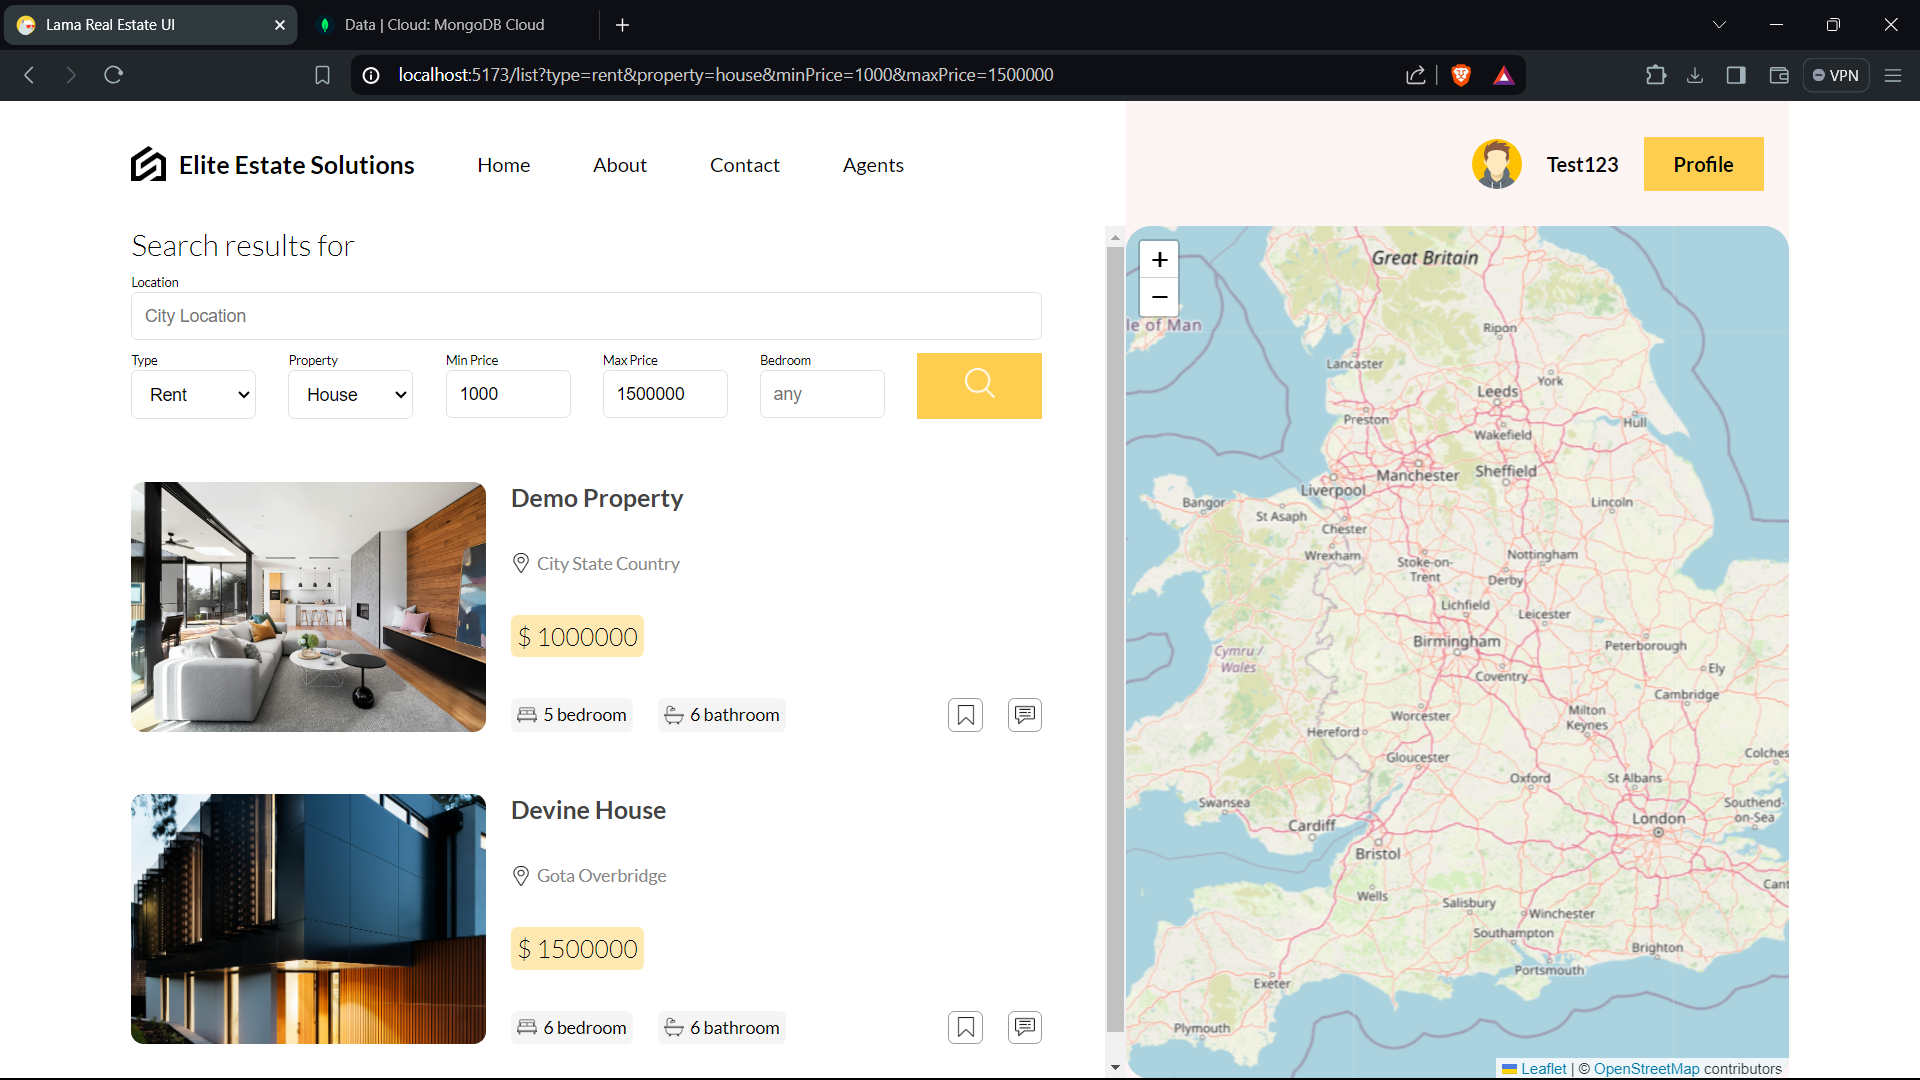 Lama Real Estate UI
Data | Cloud: MongoDB Cloud
localhost:5173/list?type=rent&property=house&minPrice=1000&maxPrice=1500000
VPN
Elite Estate Solutions
Home
About
Contact
Agents
Test123
Profile
Search results for
Location
City Location
Type
Property
Min Price
Max Price
Bedroom
Rent
House
1000
1500000
any
Demo Property
City State Country
$ 1000000
5 bedroom
6 bathroom
Devine House
Gota Overbridge
$ 1500000
6 bedroom
6 bathroom
+
−
Great Britain
le of Man
Ripon
Lancaster
York
Leeds
Preston
Hull
Wakefield
Manchester
Sheffield
Liverpool
Bangor
Lincoln
St Asaph
Chester
Wrexham
Nottingham
Stoke-on-
Trent
Derby
Lichfield
Leicester
Birmingham
Peterborough
Cymru /
Wales
Ely
Coventry
Cambridge
Worcester
Milton
Keynes
Hereford
Gloucester
Colches
Oxford
St Albans
Swansea
Southend-
on-Sea
London
Cardiff
Bristol
Cant
Wells
Salisbury
Winchester
Southampton
Brighton
Portsmouth
Exeter
Plymouth
Leaflet | © OpenStreetMap contributors